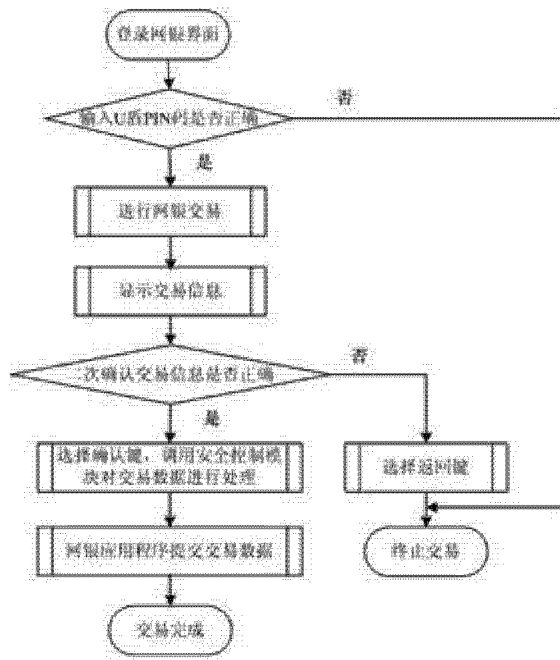 登录网银界面
否
输入U盾PIN码是否正确
是
进行网银交易
显示交易信息
否
二次确认交易信息是否正确
是
选择确认键，调用安全控制模
块对交易数据进行处理
选择返回键
网银应用程序提交交易数据
终止交易
交易完成